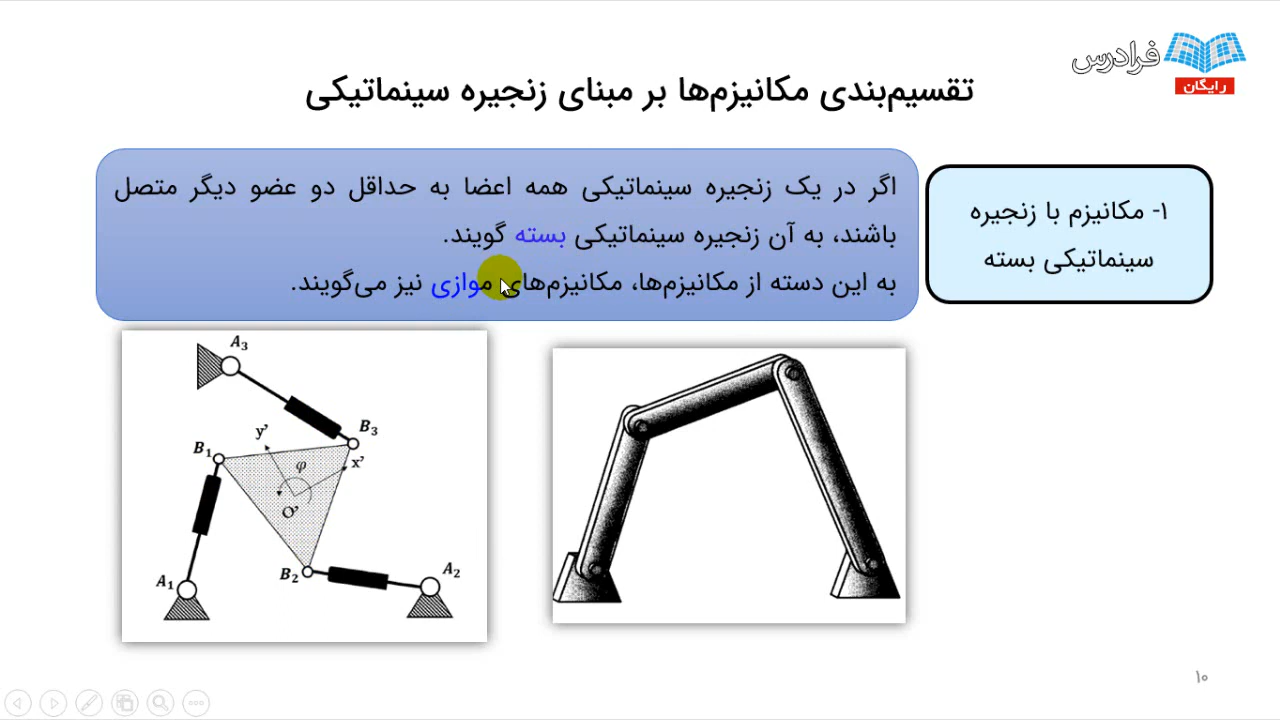 فرادرس
رایگان
تقسیم‌بندی مکانیزم‌ها بر مبنای زنجیره سینماتیکی
۱- مکانیزم با زنجیره
سینماتیکی بسته
اگر در یک زنجیره سینماتیکی همه اعضا به حداقل دو عضو دیگر متصل
باشند، به آن زنجیره سینماتیکی بسته گویند.
به این دسته از مکانیزم‌ها، مکانیزم‌های موازی نیز می‌گویند.
A₃
B₃
y’
B₁
φ
x’
O’
B₂
A₂
A₁
۱۰